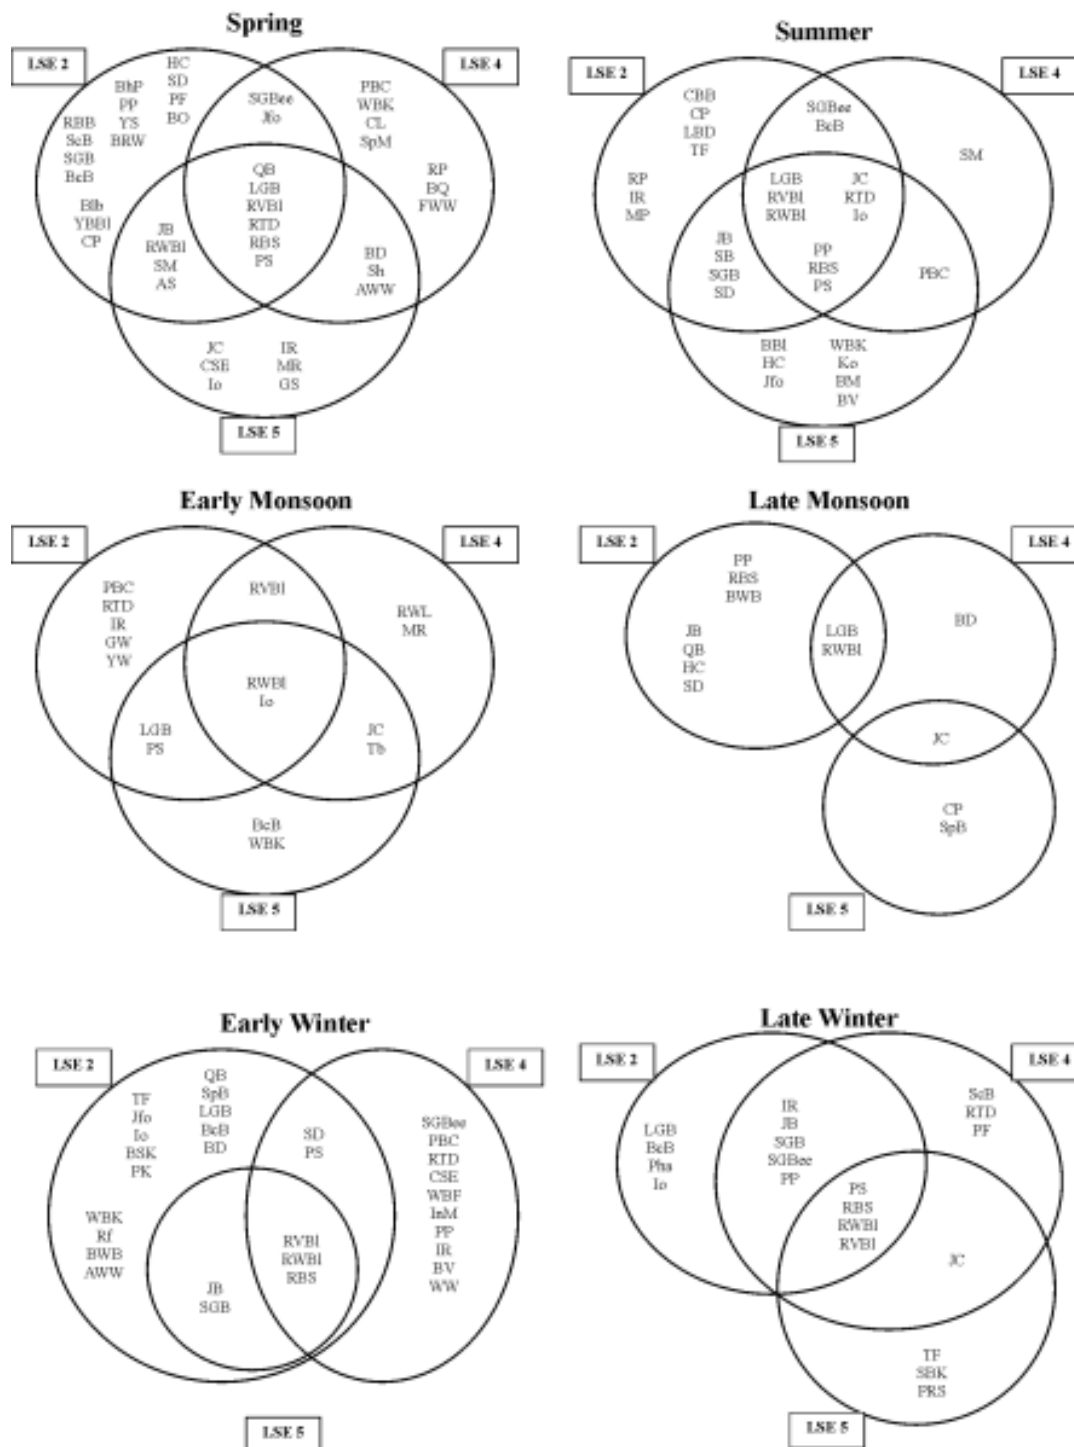 Spring
LSE 2
LSE 4
HC
SD
PF
BO
BhP
PP
YS
BRW
RBB
ScB
SGB
BcB
Blb
YBBl
CP
SGBee
Jfo
PBC
WBK
CL
SpM
RP
BQ
FWW
QB
LGB
RVBl
RTD
RBS
PS
JB
RWBl
SM
AS
BD
Sh
AWW
JC
CSE
Io
IR
MR
GS
LSE 5
Summer
LSE 2
LSE 4
CBB
CP
LBD
TF
RP
IR
MP
SGBee
BcB
SM
LGB
RVBl
RWBl
JC
RTD
Io
PP
RBS
PS
JB
SB
SGB
SD
PBC
BBl
HC
Jfo
WBK
Ko
BM
BV
LSE 5
Early Monsoon
LSE 2
LSE 4
PBC
RTD
IR
GW
YW
RVBl
RWL
MR
RWBl
Io
LGB
PS
JC
Tb
BcB
WBK
LSE 5
Late Monsoon
LSE 2
LSE 4
PP
RBS
BWB
JB
QB
HC
SD
LGB
RWBl
BD
JC
CP
SpB
LSE 5
Early Winter
LSE 2
LSE 4
QB
SpB
LGB
BcB
BD
TF
Jfo
Io
BSK
PK
WBK
Rf
BWB
AWW
SD
PS
SGBee
PBC
RTD
CSE
WBF
InM
PP
IR
BV
WW
RVBl
RWBl
RBS
JB
SGB
LSE 5
Late Winter
LSE 2
LSE 4
LGB
BcB
Pha
Io
IR
JB
SGB
SGBee
PP
ScB
RTD
PF
PS
RBS
RWBl
RVBl
JC
TF
SBK
PRS
LSE 5